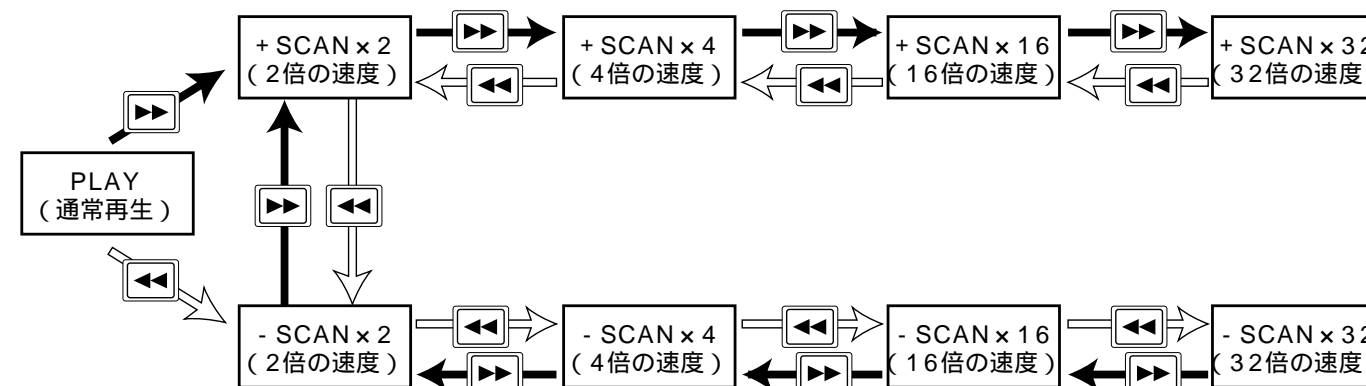 + SCAN × 2
( 2倍の速度 )
+ SCAN × 4
( 4倍の速度 )
+ SCAN × 16
( 16倍の速度 )
+ SCAN × 32
( 32倍の速度
PLAY
( 通常再生 )
- SCAN × 2
( 2倍の速度 )
- SCAN × 4
( 4倍の速度 )
- SCAN × 16
( 16倍の速度 )
- SCAN × 32
( 32倍の速度